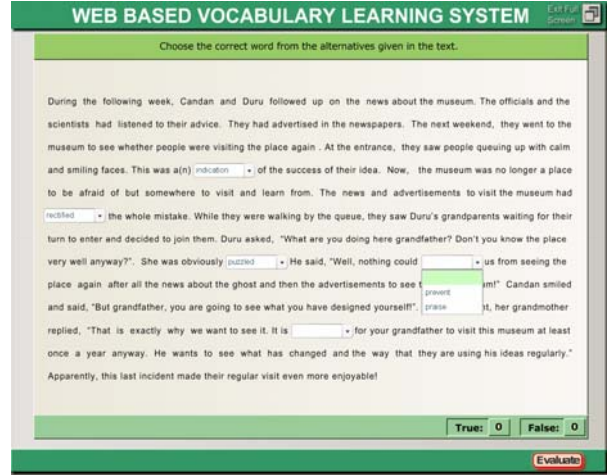 WEB BASED VOCABULARY LEARNING SYSTEM Exit Full
Screen
Choose the correct word from the alternatives given in the text.
During the following week, Candan and Duru followed up on the news about the museum. The officials and the
scientists had listened to their advice. They had advertised in the newspapers. The next weekend, they went to the
museum to see whether people were visiting the place again . At the entrance, they saw people queuing up with calm
and smiling faces. This was a(n) indication of the success of their idea. Now, the museum was no longer a place
to be afraid of but somewhere to visit and learn from. The news and advertisements to visit the museum had
rectified the whole mistake. While they were walking by the queue, they saw Duru's grandparents waiting for their
turn to enter and decided to join them. Duru asked, "What are you doing here grandfather? Don't you know the place
very well anyway?". She was obviously puzzled He said, "Well, nothing could us from seeing the
place again after all the news about the ghost and then the advertisements to see t um!" Candan smiled
prevent
and said, "But grandfather, you are going to see what you have designed yourself!". praise t, her grandmother
replied, "That is exactly why we want to see it. It is for your grandfather to visit this museum at least
once a year anyway. He wants to see what has changed and the way that they are using his ideas regularly."
Apparently, this last incident made their regular visit even more enjoyable!
True: 0 False: 0
Evaluate